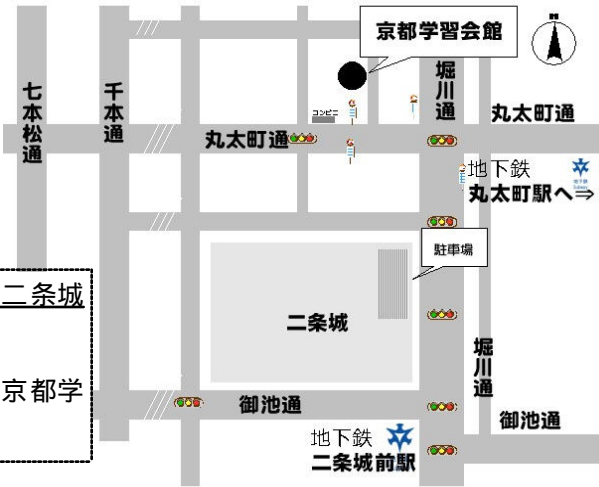 京都学習会館
N
七本松通
千本通
堀川通
コンビニ
丸太町通
丸太町通
地下鉄
丸太町駅へ⇒
駐車場
二条城
二条城
京都学
堀川通
御池通
御池通
地下鉄
二条城前駅